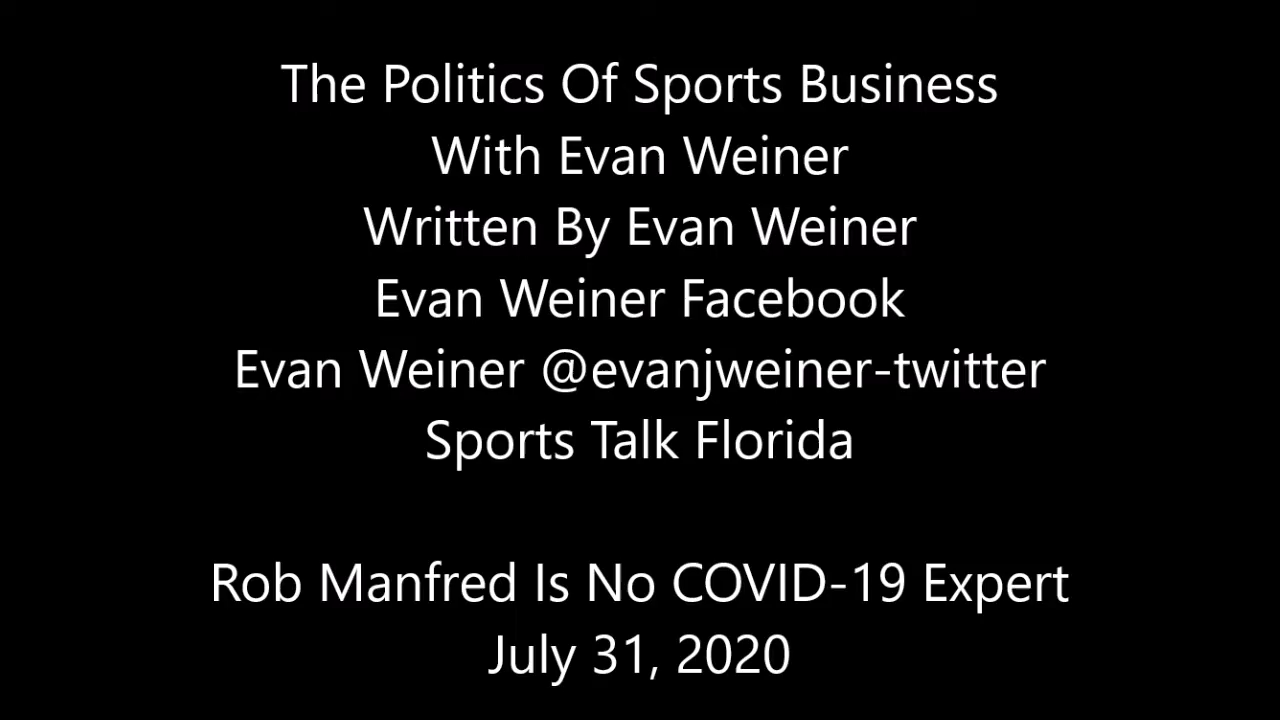 The Politics Of Sports Business
With Evan Weiner
Written By Evan Weiner
Evan Weiner Facebook
Evan Weiner @evanjweiner-twitter
Sports Talk Florida
Rob Manfred Is No COVID-19 Expert
July 31, 2020